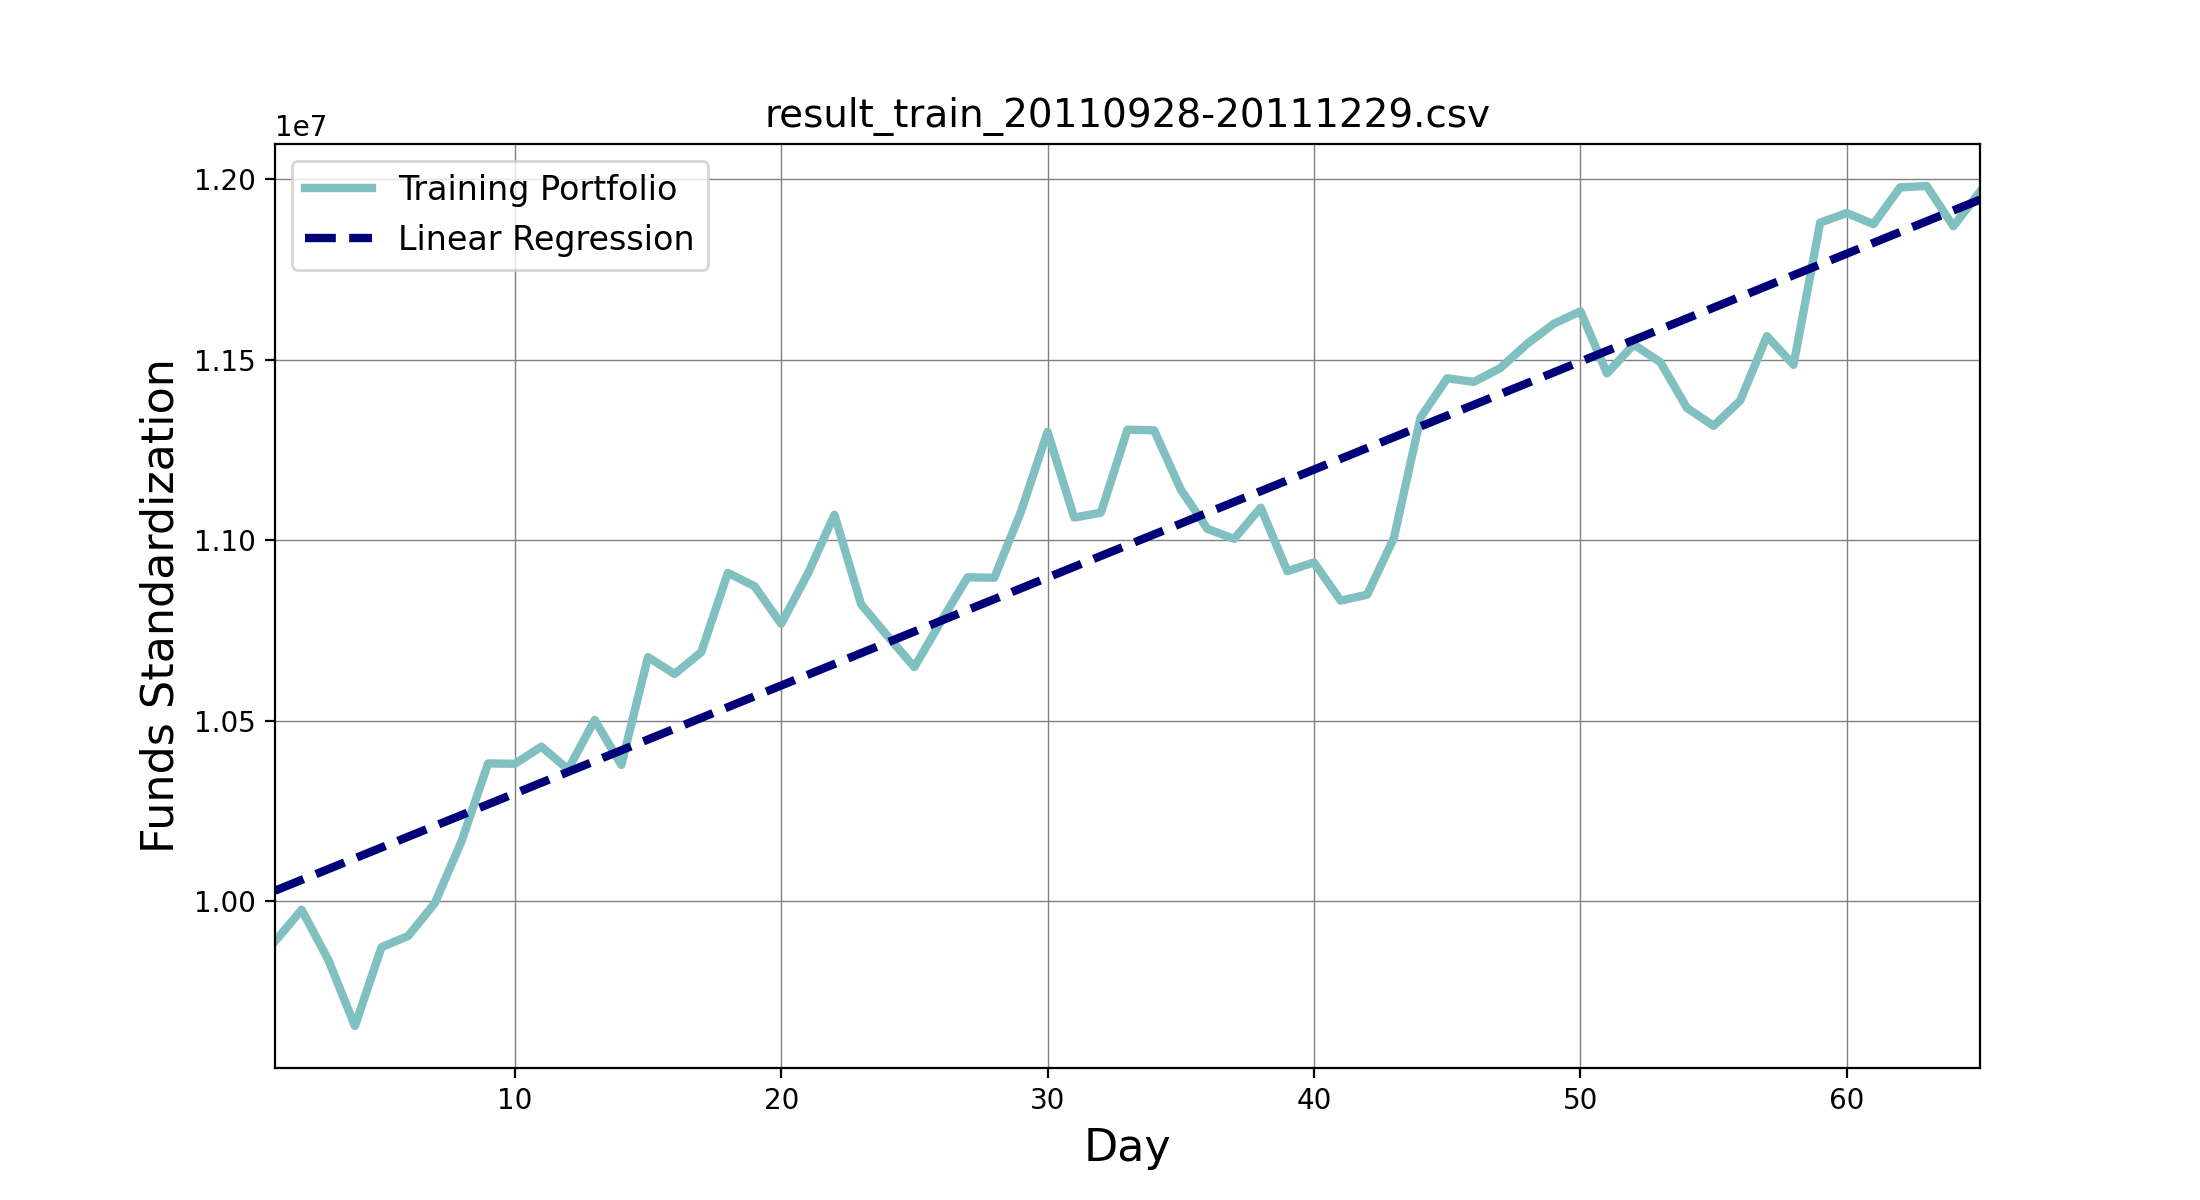 result_train_20110928-20111229.csv
1e7
Training Portfolio
Linear Regression
1.20
1.15
1.10
1.05
1.00
Funds Standardization
10 20 30 40 50 60
Day